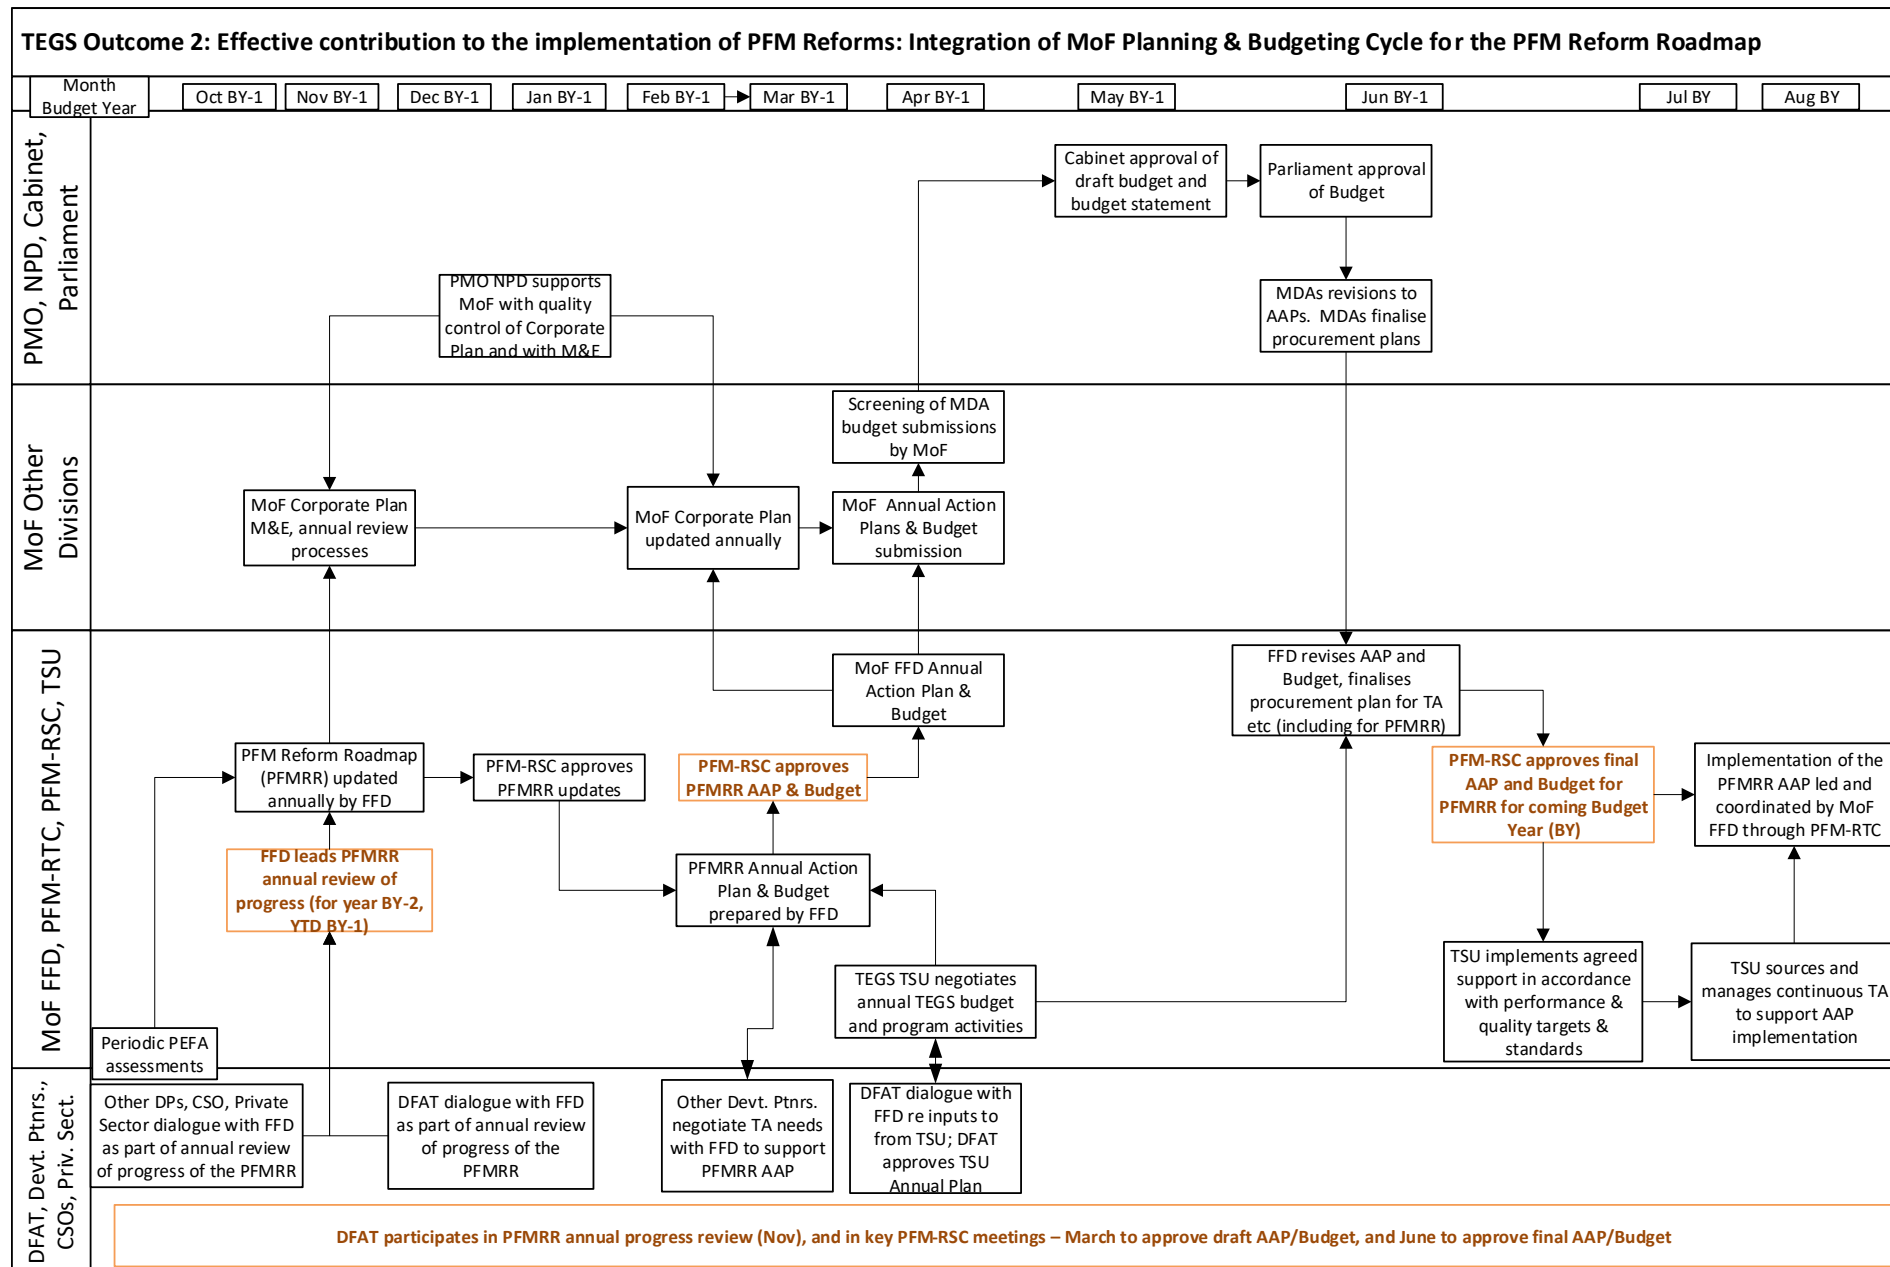 TEGS Outcome 2: Effective contribution to the implementation of PFM Reforms: Integration of MoF Planning & Budgeting Cycle for the PFM Reform Roadmap
Month
Budget Year
Oct BY-1
Nov BY-1
Dec BY-1
Jan BY-1
Feb BY-1
Mar BY-1
Apr BY-1
May BY-1
Jun BY-1
Jul BY
Aug BY
PMO, NPD, Cabinet,
Parliament
Cabinet approval of
draft budget and
budget statement
Parliament approval
of Budget
PMO NPD supports
MoF with quality
control of Corporate
Plan and with M&E
MDAs revisions to
AAPs. MDAs finalise
procurement plans
MoF Other
Divisions
Screening of MDA
budget submissions
by MoF
MoF Corporate Plan
M&E, annual review
processes
MoF Corporate Plan
updated annually
MoF Annual Action
Plans & Budget
submission
MoF FFD, PFM-RTC, PFM-RSC, TSU
MoF FFD Annual
Action Plan &
Budget
FFD revises AAP and
Budget, finalises
procurement plan for TA
etc (including for PFMRR)
PFM Reform Roadmap
(PFMRR) updated
annually by FFD
PFM-RSC approves
PFMRR updates
PFM-RSC approves
PFMRR AAP & Budget
PFM-RSC approves final
AAP and Budget for
PFMRR for coming Budget
Year (BY)
Implementation of the
PFMRR AAP led and
coordinated by MoF
FFD through PFM-RTC
FFD leads PFMRR
annual review of
progress (for year BY-2,
YTD BY-1)
PFMRR Annual Action
Plan & Budget
prepared by FFD
TEGS TSU negotiates
annual TEGS budget
and program activities
TSU implements agreed
support in accordance
with performance &
quality targets &
standards
TSU sources and
manages continuous TA
to support AAP
implementation
Periodic PEFA
assessments
DFAT, Devt. Ptnrs.,
CSOs, Priv. Sect.
Other DPs, CSO, Private
Sector dialogue with FFD
as part of annual review
of progress of the PFMRR
DFAT dialogue with FFD
as part of annual review
of progress of the
PFMRR
Other Devt. Ptnrs.
negotiate TA needs
with FFD to support
PFMRR AAP
DFAT dialogue with
FFD re inputs to
from TSU; DFAT
approves TSU
Annual Plan
DFAT participates in PFMRR annual progress review (Nov), and in key PFM-RSC meetings – March to approve draft AAP/Budget, and June to approve final AAP/Budget